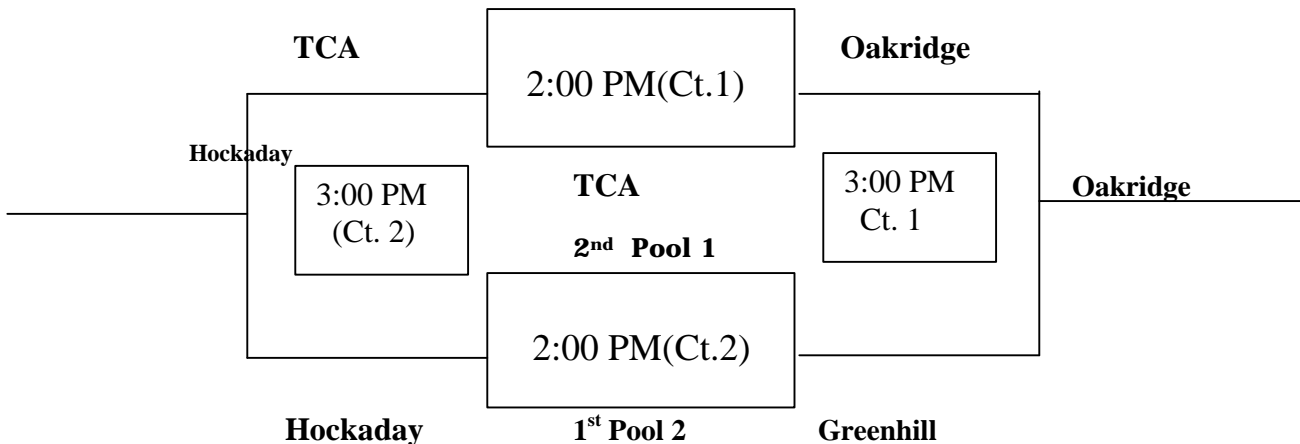 TCA
Oakridge
2:00 PM(Ct.1)
Hockaday
3:00 PM
(Ct. 2)
TCA
3:00 PM
Ct. 1
Oakridge
2nd Pool 1
2:00 PM(Ct.2)
Hockaday
1st Pool 2
Greenhill